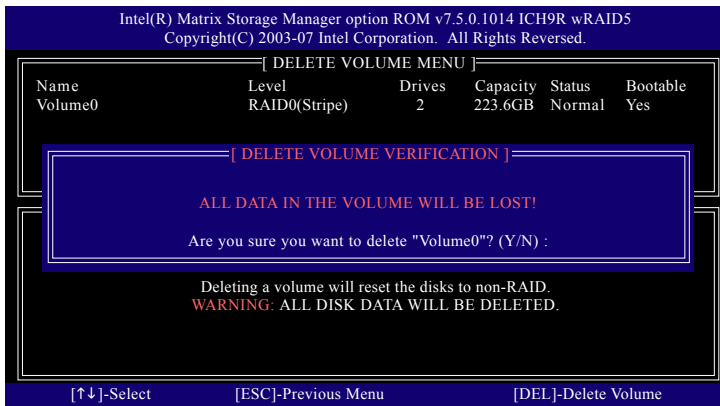 Intel(R) Matrix Storage Manager option ROM v7.5.0.1014 ICH9R wRAID5
Copyright(C) 2003-07 Intel Corporation. All Rights Reversed.
[ DELETE VOLUME MENU ]
Name Level Drives Capacity Status Bootable
Volume0 RAID0(Stripe) 2 223.6GB Normal Yes
[ DELETE VOLUME VERIFICATION ]
ALL DATA IN THE VOLUME WILL BE LOST!
Are you sure you want to delete "Volume0"? (Y/N) :
Deleting a volume will reset the disks to non-RAID.
WARNING: ALL DISK DATA WILL BE DELETED.
[↑↓]-Select [ESC]-Previous Menu [DEL]-Delete Volume